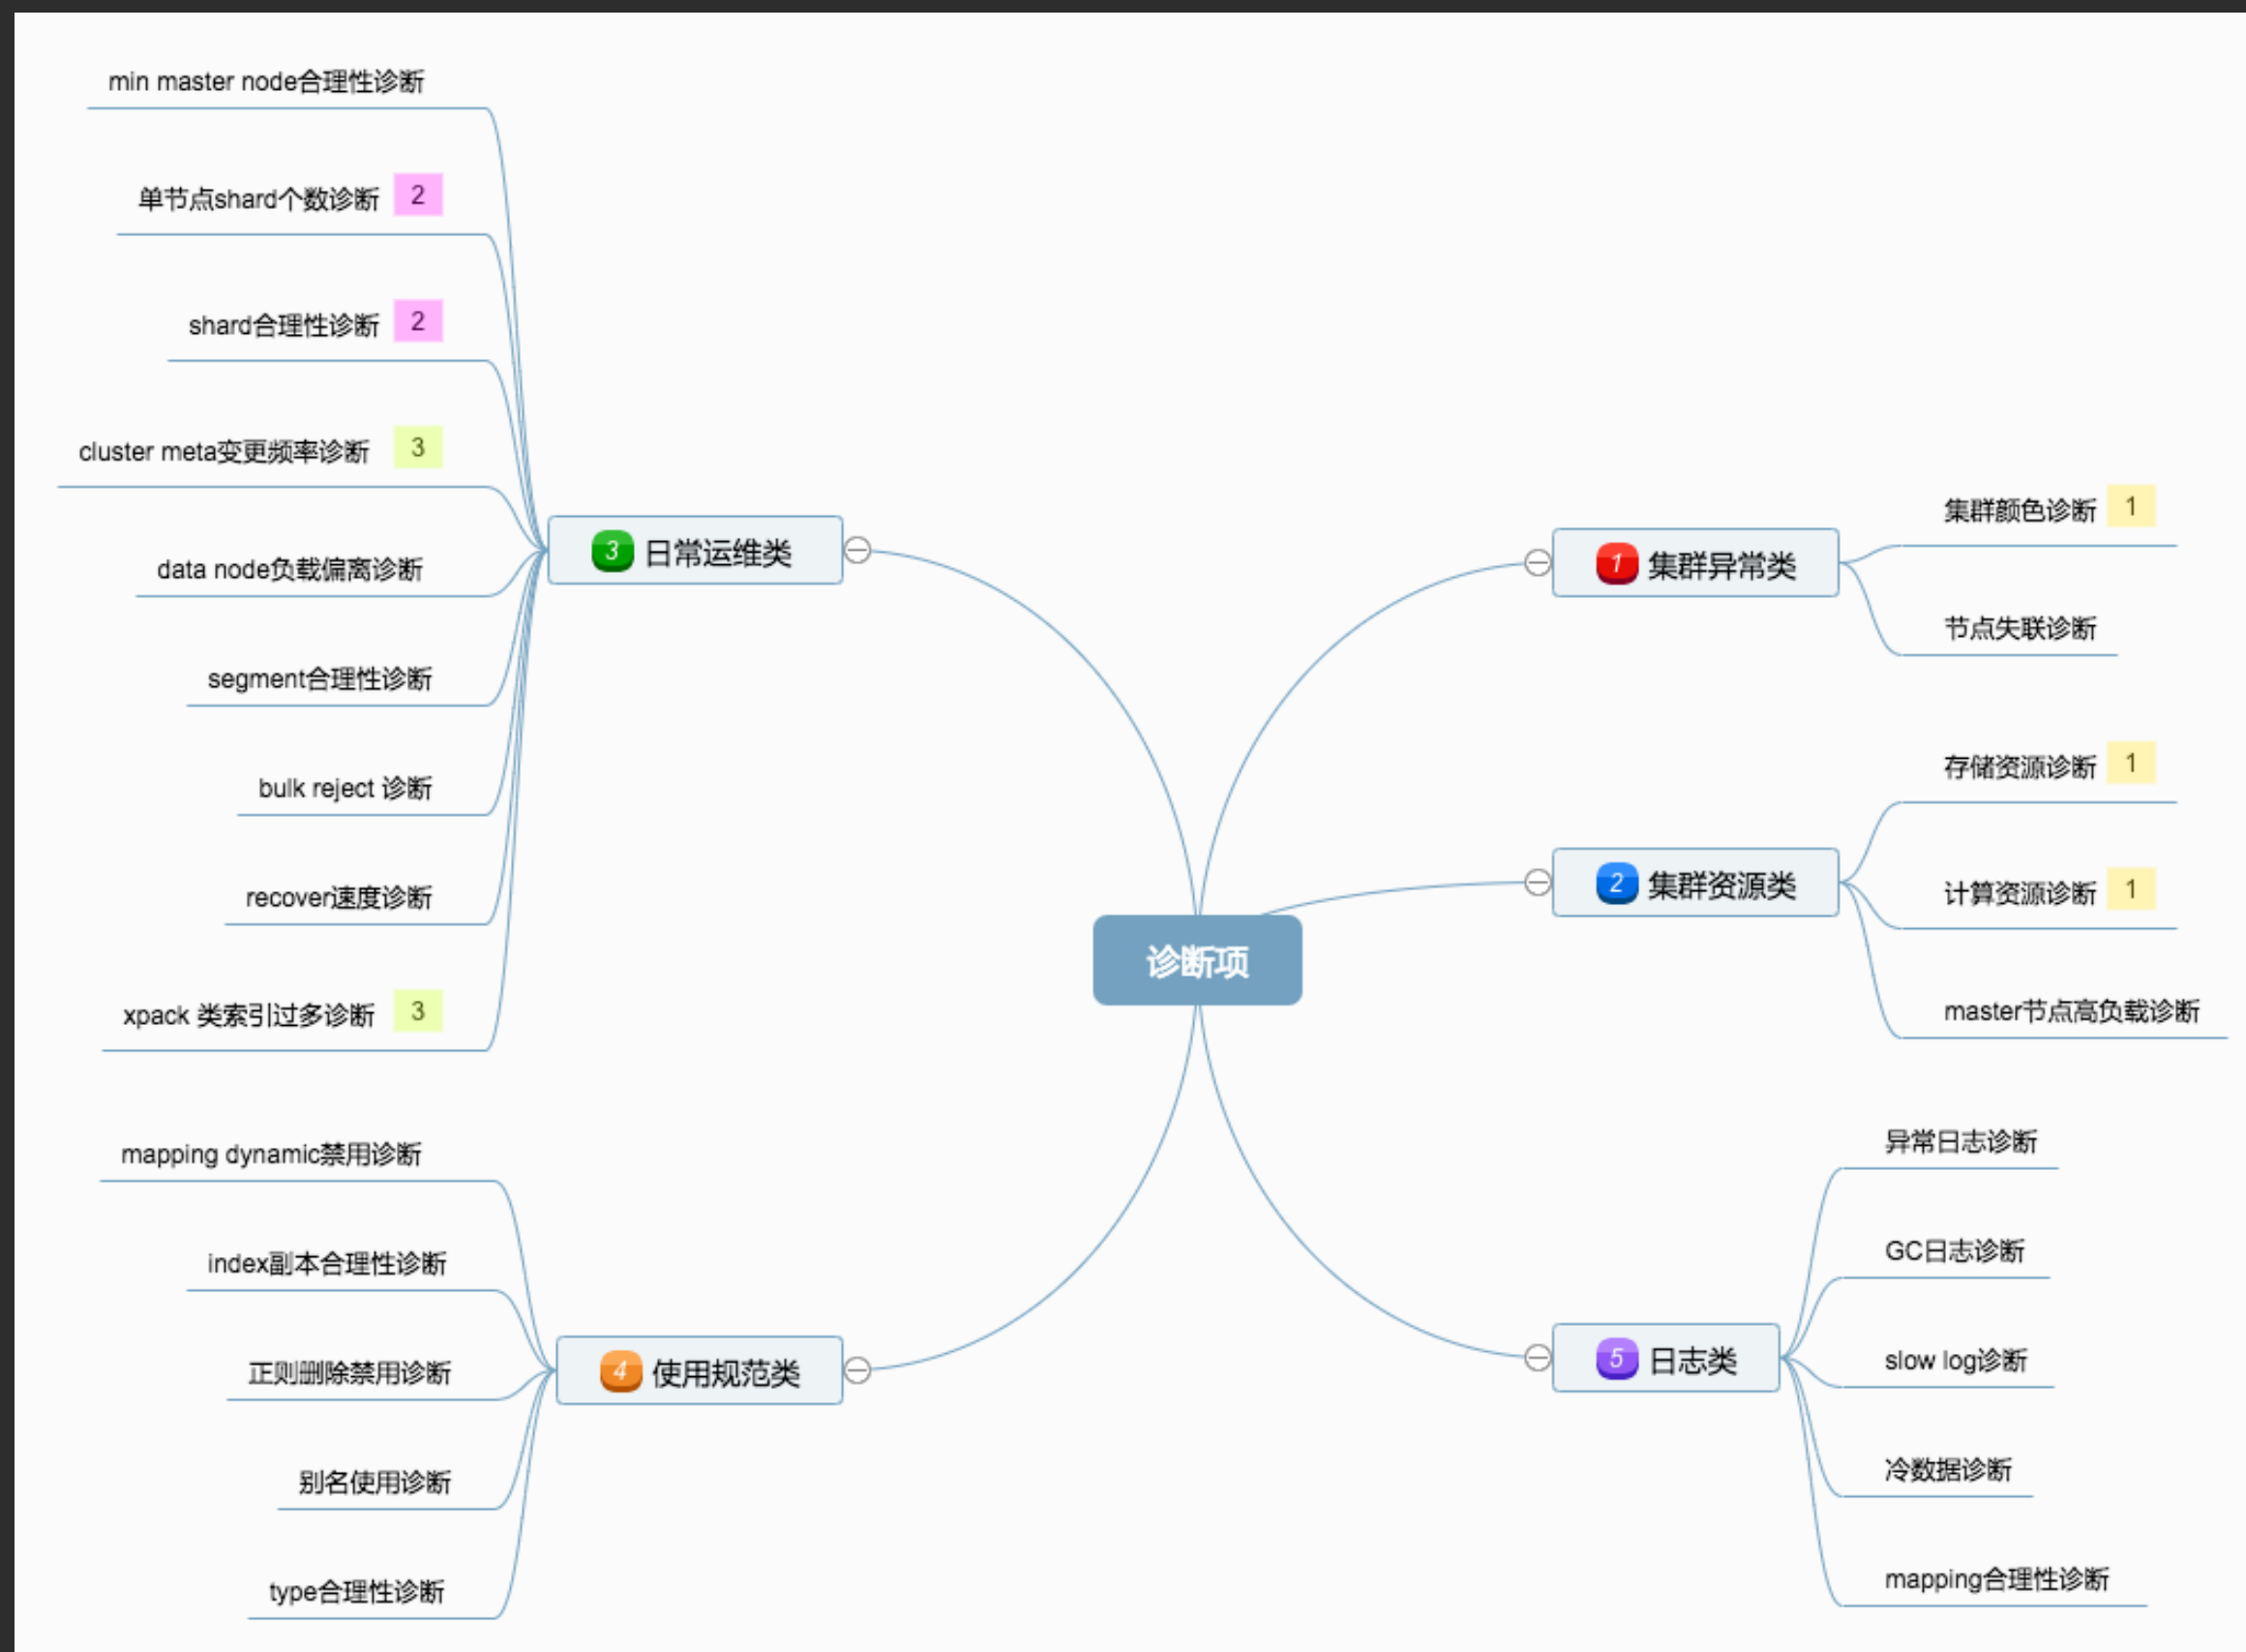 诊断项
1 集群异常类
集群颜色诊断 1
节点失联诊断
2 集群资源类
存储资源诊断 1
计算资源诊断 1
master节点高负载诊断
3 日常运维类
min master node合理性诊断
单节点shard个数诊断 2
shard合理性诊断 2
cluster meta变更频率诊断 3
data node负载偏离诊断
segment合理性诊断
bulk reject 诊断
recover速度诊断
xpack 类索引过多诊断 3
4 使用规范类
mapping dynamic禁用诊断
index副本合理性诊断
正则删除禁用诊断
别名使用诊断
type合理性诊断
5 日志类
异常日志诊断
GC日志诊断
slow log诊断
冷数据诊断
mapping合理性诊断